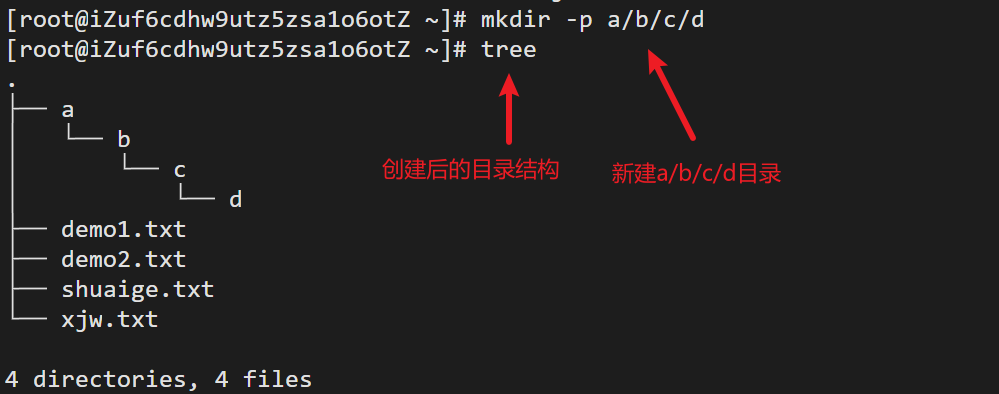 [root@iZuf6cdhw9utz5zsa1o6otZ ~]# mkdir -p a/b/c/d
[root@iZuf6cdhw9utz5zsa1o6otZ ~]# tree
.
├── a
│   └── b
│       └── c
│           └── d
├── demo1.txt
├── demo2.txt
├── shuaige.txt
└── xjw.txt
创建后的目录结构
新建a/b/c/d目录
4 directories, 4 files